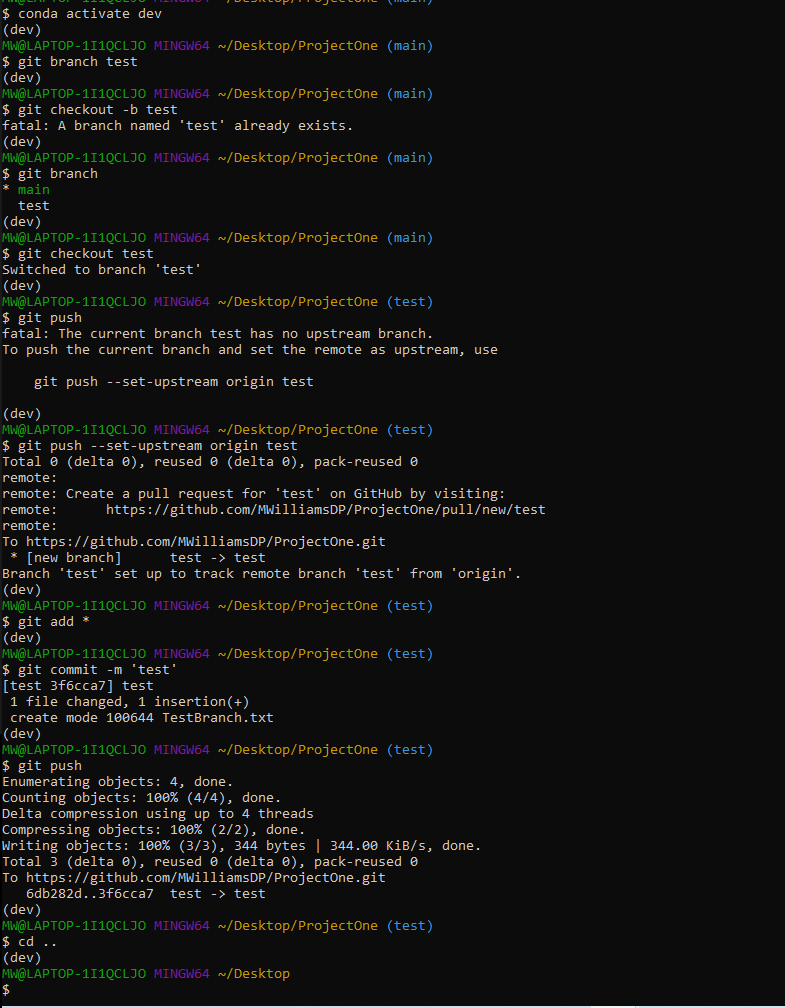 $ conda activate dev
(dev)
MW@LAPTOP-1I1QCLJO MINGW64 ~/Desktop/ProjectOne (main)
$ git branch test
(dev)
MW@LAPTOP-1I1QCLJO MINGW64 ~/Desktop/ProjectOne (main)
$ git checkout -b test
fatal: A branch named 'test' already exists.
(dev)
MW@LAPTOP-1I1QCLJO MINGW64 ~/Desktop/ProjectOne (main)
$ git branch
* main
  test
(dev)
MW@LAPTOP-1I1QCLJO MINGW64 ~/Desktop/ProjectOne (main)
$ git checkout test
Switched to branch 'test'
(dev)
MW@LAPTOP-1I1QCLJO MINGW64 ~/Desktop/ProjectOne (test)
$ git push
fatal: The current branch test has no upstream branch.
To push the current branch and set the remote as upstream, use
    git push --set-upstream origin test
(dev)
MW@LAPTOP-1I1QCLJO MINGW64 ~/Desktop/ProjectOne (test)
$ git push --set-upstream origin test
Total 0 (delta 0), reused 0 (delta 0), pack-reused 0
remote:
remote: Create a pull request for 'test' on GitHub by visiting:
remote:      https://github.com/MWilliamsDP/ProjectOne/pull/new/test
remote:
To https://github.com/MWilliamsDP/ProjectOne.git
 * [new branch]      test -> test
Branch 'test' set up to track remote branch 'test' from 'origin'.
(dev)
MW@LAPTOP-1I1QCLJO MINGW64 ~/Desktop/ProjectOne (test)
$ git add *
(dev)
MW@LAPTOP-1I1QCLJO MINGW64 ~/Desktop/ProjectOne (test)
$ git commit -m 'test'
[test 3f6cca7] test
 1 file changed, 1 insertion(+)
 create mode 100644 TestBranch.txt
(dev)
MW@LAPTOP-1I1QCLJO MINGW64 ~/Desktop/ProjectOne (test)
$ git push
Enumerating objects: 4, done.
Counting objects: 100% (4/4), done.
Delta compression using up to 4 threads
Compressing objects: 100% (2/2), done.
Writing objects: 100% (3/3), 344 bytes | 344.00 KiB/s, done.
Total 3 (delta 0), reused 0 (delta 0), pack-reused 0
To https://github.com/MWilliamsDP/ProjectOne.git
   6db282d..3f6cca7  test -> test
(dev)
MW@LAPTOP-1I1QCLJO MINGW64 ~/Desktop/ProjectOne (test)
$ cd ..
(dev)
MW@LAPTOP-1I1QCLJO MINGW64 ~/Desktop
$